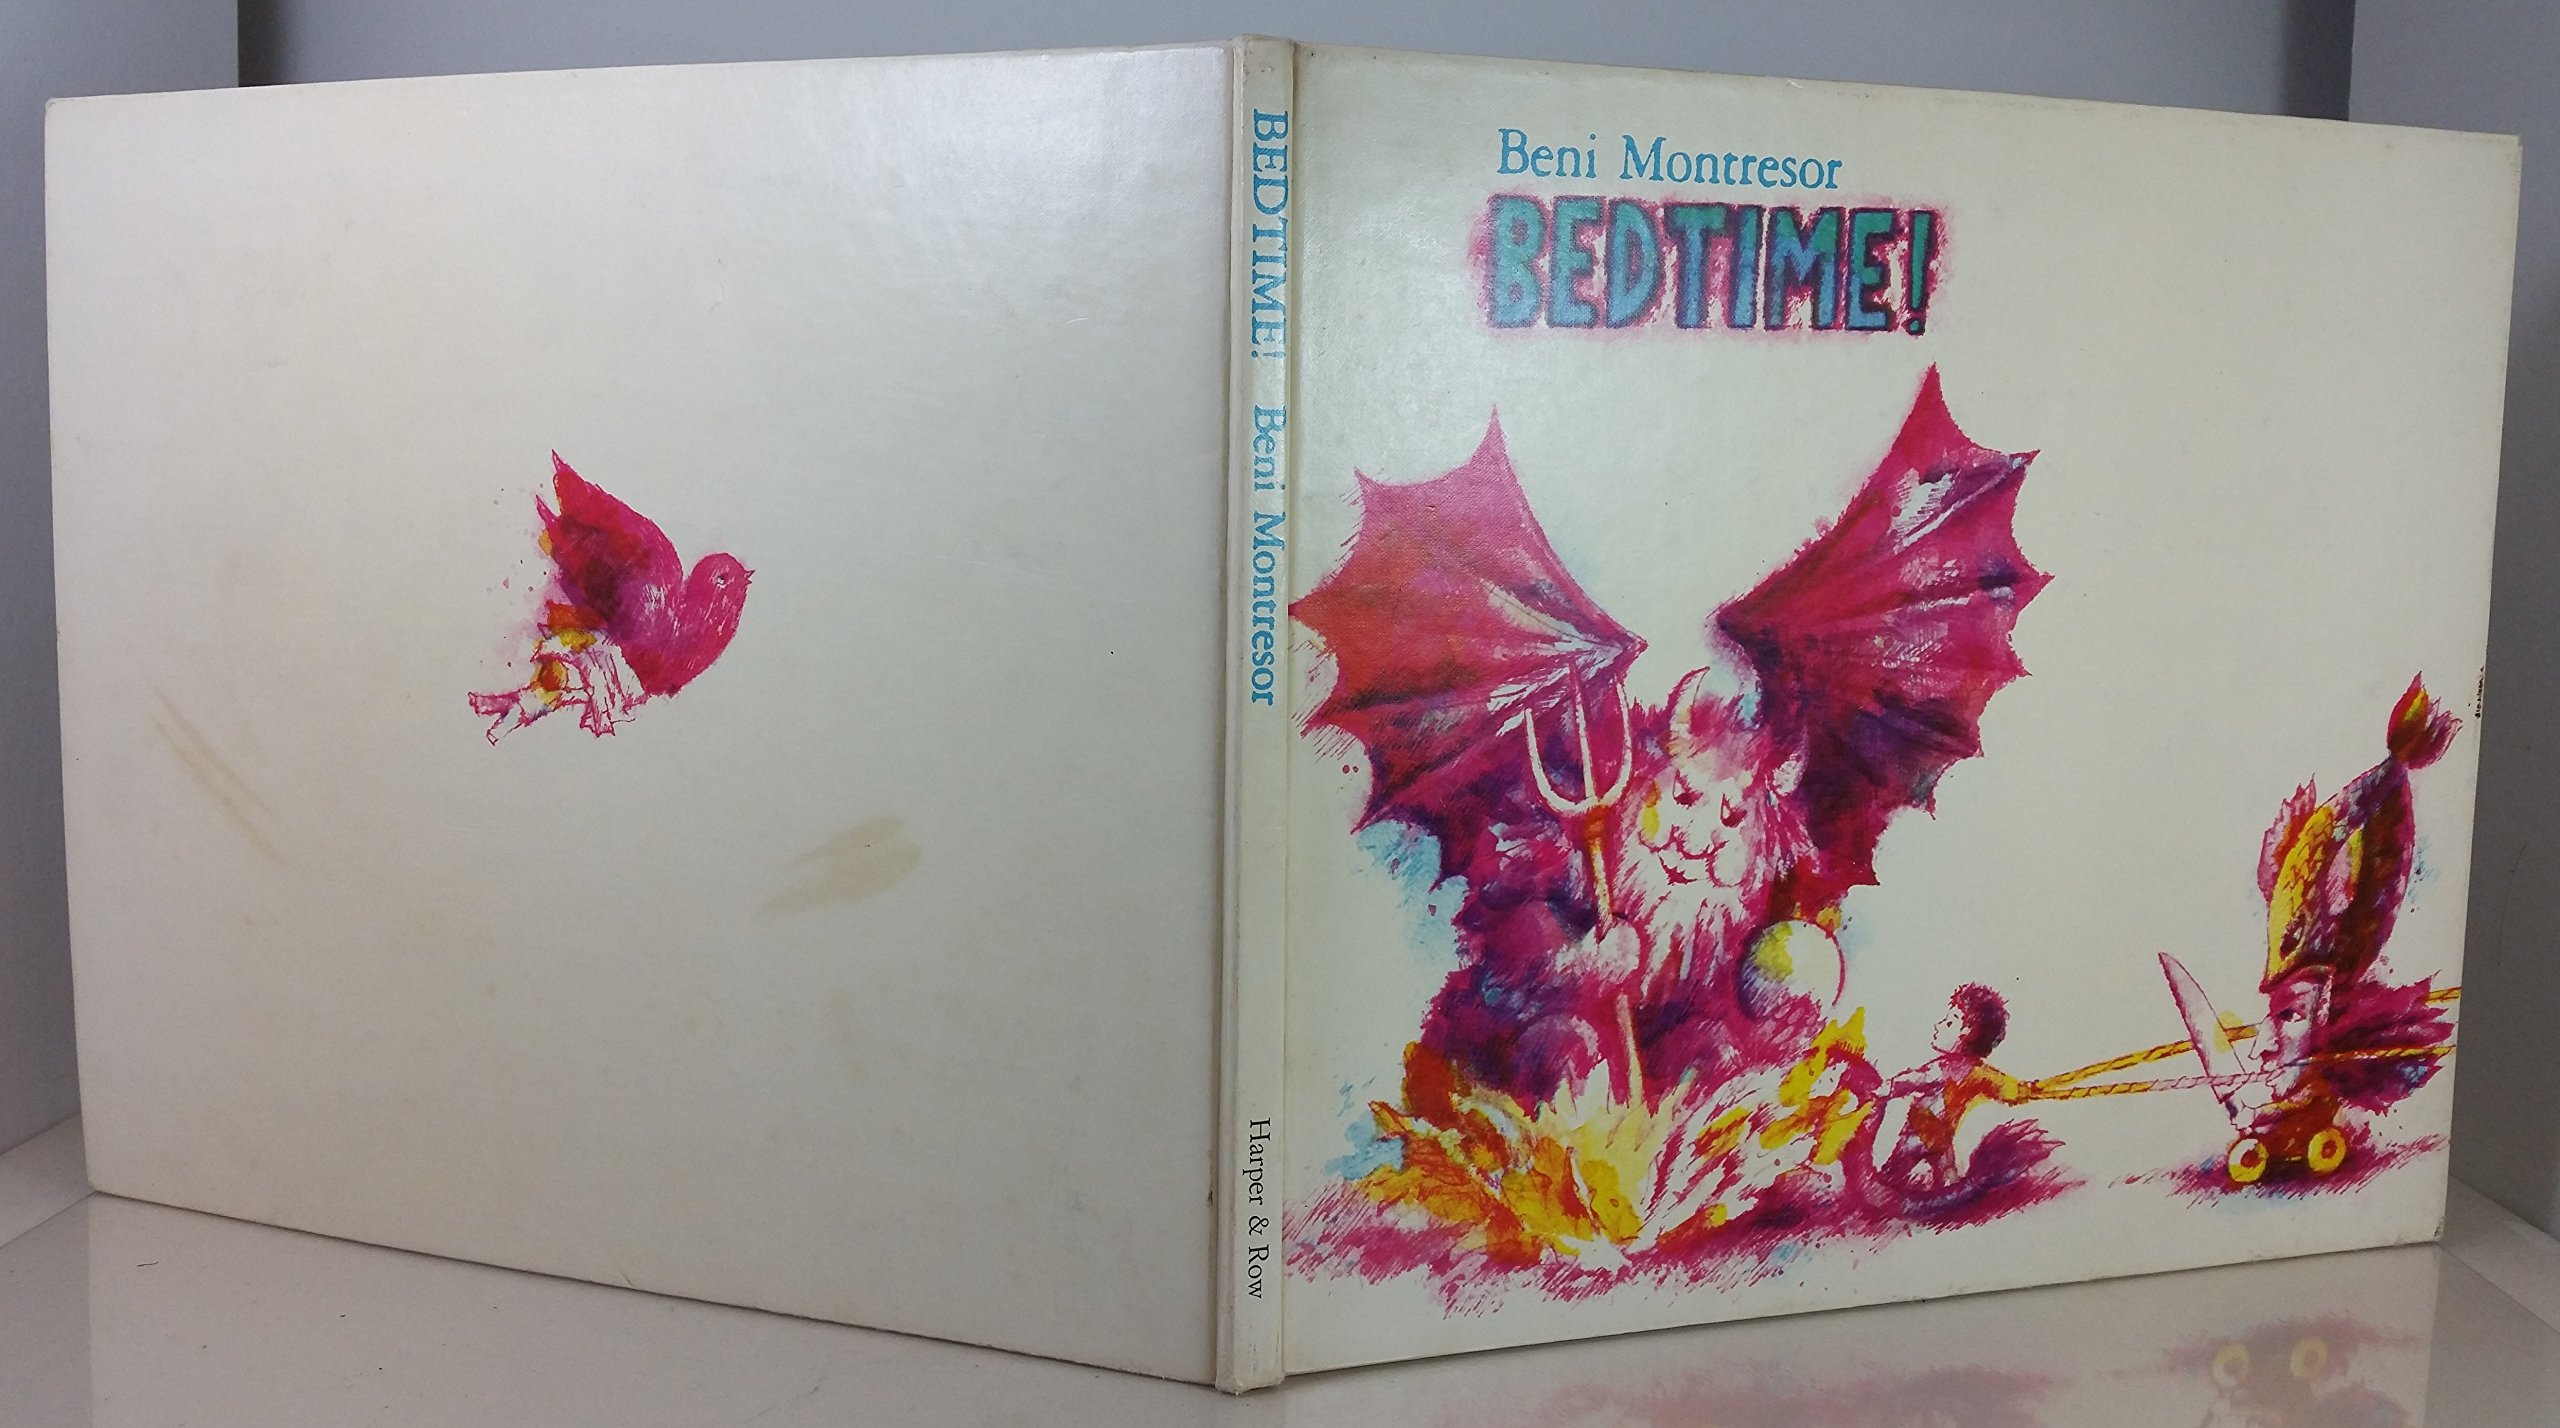 BEDTIME! Beni Montresor Harper & Row
Beni Montresor
BEDTIME!